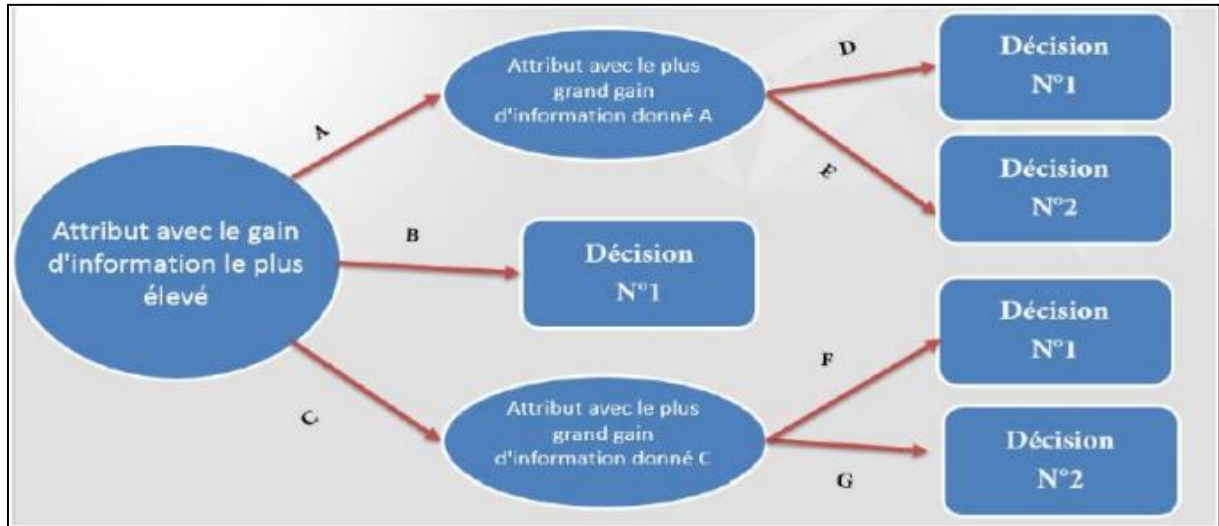 Attribut avec le gain
d'information le plus
élevé
A
B
C
Attribut avec le plus
grand gain
d'information donné A
D
E
Décision
N°1
Décision
N°2
Décision
N°1
Attribut avec le plus
grand gain
d'information donné C
F
G
Décision
N°1
Décision
N°2